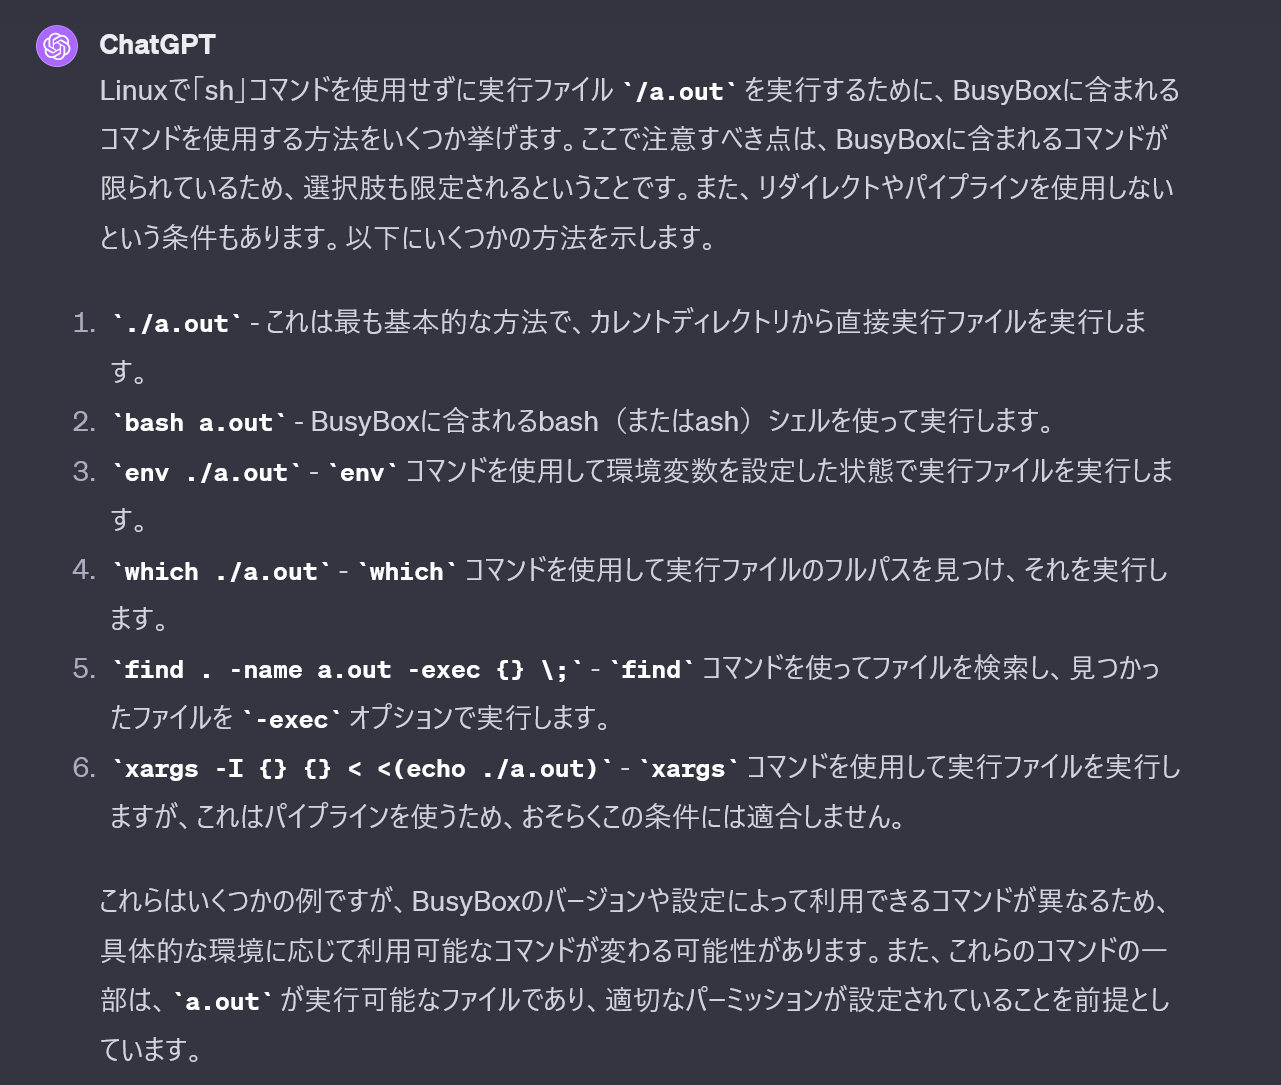 ChatGPT
Linuxで「sh」コマンドを使用せずに実行ファイル `/a.out` を実行するために、BusyBoxに含まれる
コマンドを使用する方法をいくつか挙げます。ここで注意すべき点は、BusyBoxに含まれるコマンドが
限られているため、選択肢も限定されるということです。また、リダイレクトやパイプラインを使用しない
という条件もあります。以下にいくつかの方法を示します。
1. `./a.out` - これは最も基本的な方法で、カレントディレクトリから直接実行ファイルを実行しま
す。
2. `bash a.out` - BusyBoxに含まれるbash（またはash）シェルを使って実行します。
3. `env ./a.out` - `env` コマンドを使用して環境変数を設定した状態で実行ファイルを実行しま
す。
4. `which ./a.out` - `which` コマンドを使用して実行ファイルのフルパスを見つけ、それを実行し
ます。
5. `find . -name a.out -exec {} \;` - `find` コマンドを使ってファイルを検索し、見つかっ
たファイルを `-exec` オプションで実行します。
6. `xargs -I {} {} < <(echo ./a.out)` - `xargs` コマンドを使用して実行ファイルを実行し
ますが、これはパイプラインを使うため、おそらくこの条件には適合しません。
これらはいくつかの例ですが、BusyBoxのバージョンや設定によって利用できるコマンドが異なるため、
具体的な環境に応じて利用可能なコマンドが変わる可能性があります。また、これらのコマンドの一
部は、`a.out` が実行可能なファイルであり、適切なパーミッションが設定されていることを前提とし
ています。